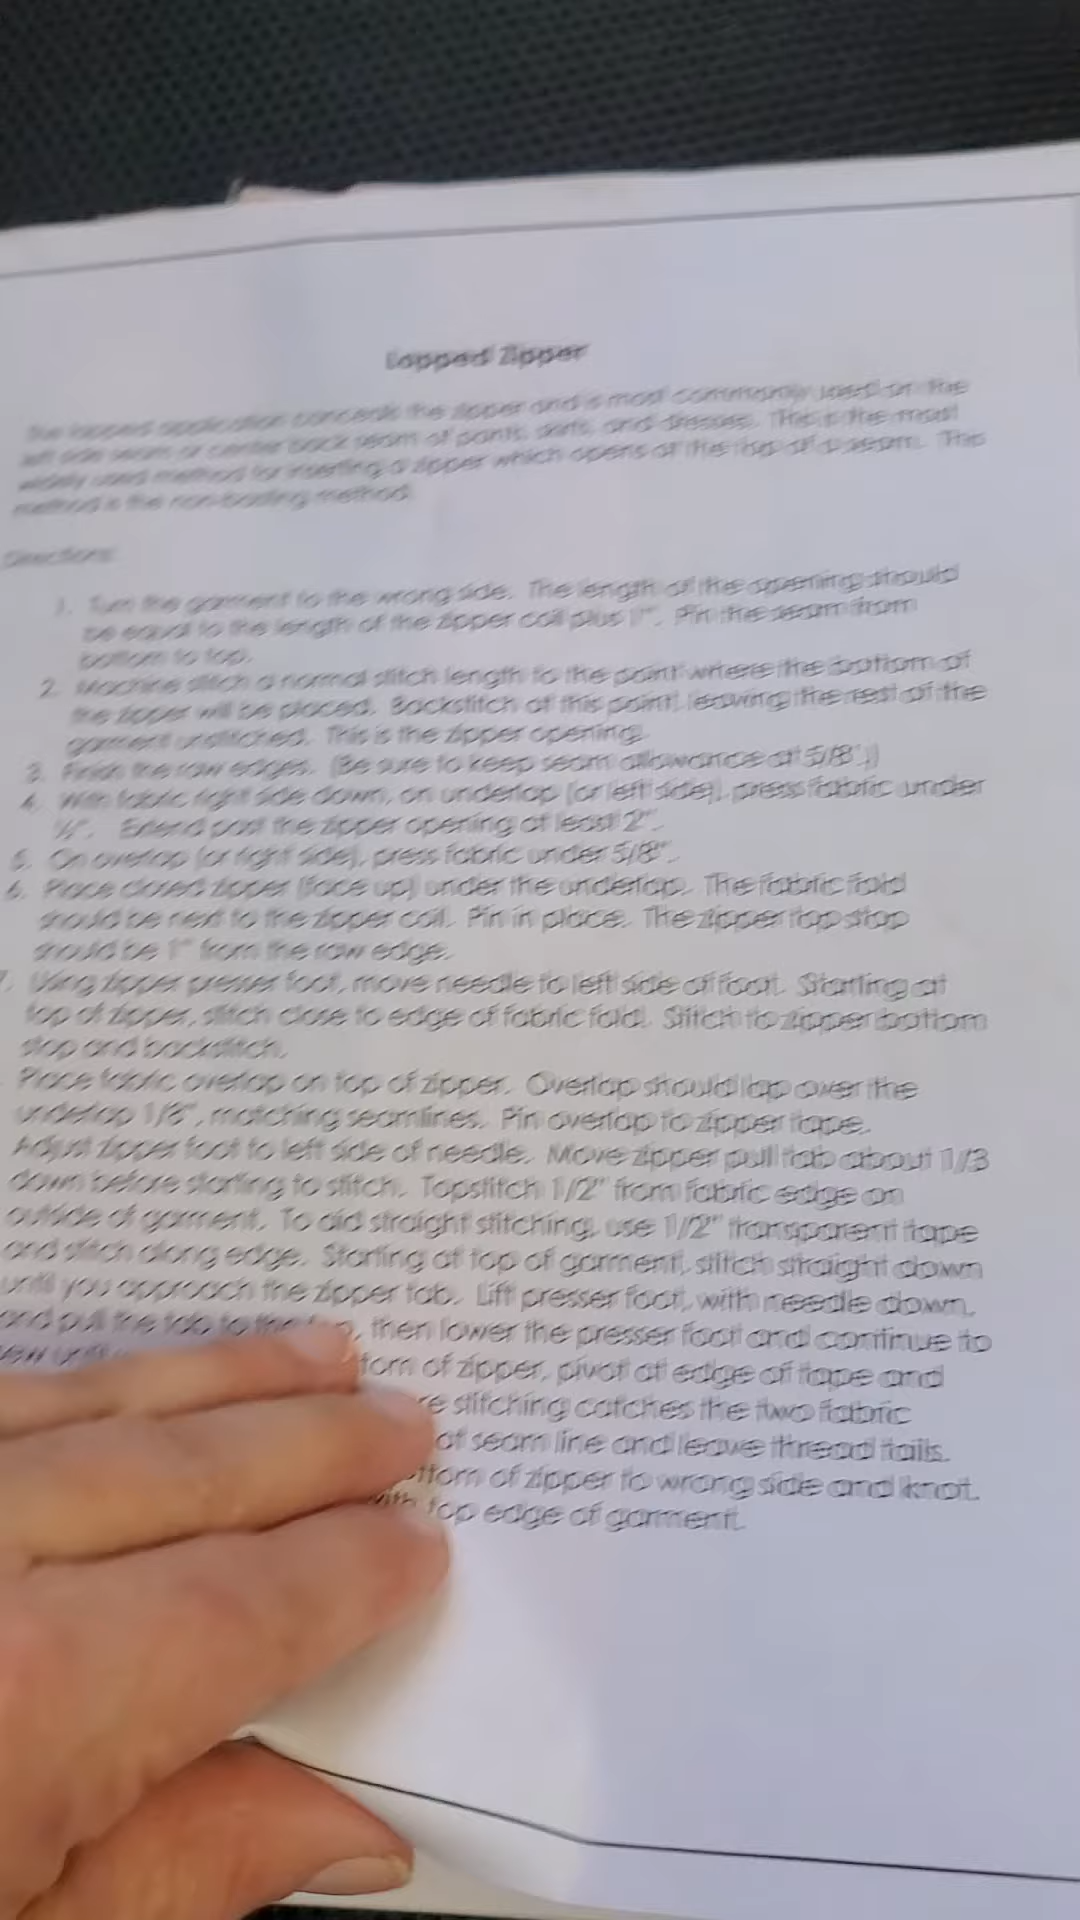 Lapped Zipper
The lapped application conceals the zipper and is most commonly used on the
left side seam or center back seam of pants, skirts, and dresses. This is the most
widely used method for inserting a zipper which opens at the top of a seam. This
method is the non-basting method.
Directions:
1. Turn the garment to the wrong side. The length of the opening should
be equal to the length of the zipper coil plus 1". Pin the seam from
bottom to top.
2. Machine stitch a normal stitch length to the point where the bottom of
the zipper will be placed. Backstitch at this point leaving the rest of the
garment unstitched. This is the zipper opening.
3. Finish the raw edges. (Be sure to keep seam allowance at 5/8".)
4. With fabric right side down, on underlap (or left side), press fabric under
½". Extend past the zipper opening at least 2".
5. On overlap (or right side), press fabric under 5/8".
6. Place closed zipper (face up) under the underlap. The fabric fold
should be next to the zipper coil. Pin in place. The zipper top stop
should be 1" from the raw edge.
7. Using zipper presser foot, move needle to left side of foot. Starting at
top of zipper, stitch close to edge of fabric fold. Stitch to zipper bottom
stop and backstitch.
Place fabric overlap on top of zipper. Overlap should lap over the
underlap 1/8", matching seamlines. Pin overlap to zipper tape.
Adjust zipper foot to left side of needle. Move zipper pull tab about 1/3
down before starting to stitch. Topstitch 1/2" from fabric edge on
outside of garment. To aid straight stitching, use 1/2" transparent tape
and stitch along edge. Starting at top of garment, stitch straight down
until you approach the zipper tab. Lift presser foot, with needle down,
and pull the tab to the top, then lower the presser foot and continue to
of zipper, pivot at edge of tape and
stitching catches the two fabric
of seam line and leave thread tails.
of zipper to wrong side and knot.
top edge of garment.